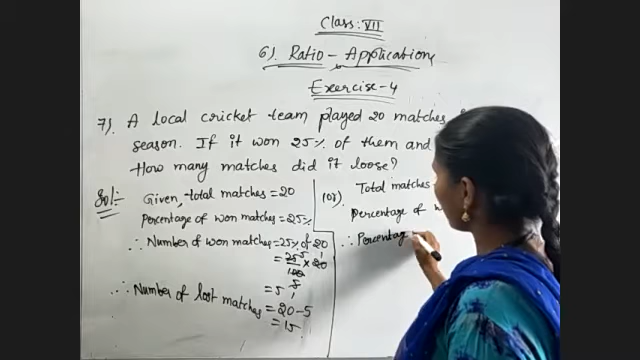 Class: VII
6). Ratio - Applications
Exercise-4
7). A local cricket team played 20 matches
season. If it won 25% of them and
How many matches did it loose?
Sol:-
Given, total matches = 20
Percentage of won matches = 25%
∴ Number of won matches = 25% of 20
= 25/100 × 20
= 5
∴ Number of lost matches
= 20-5
= 15
(or).
Total matches
Percentage of
∴ Percentag